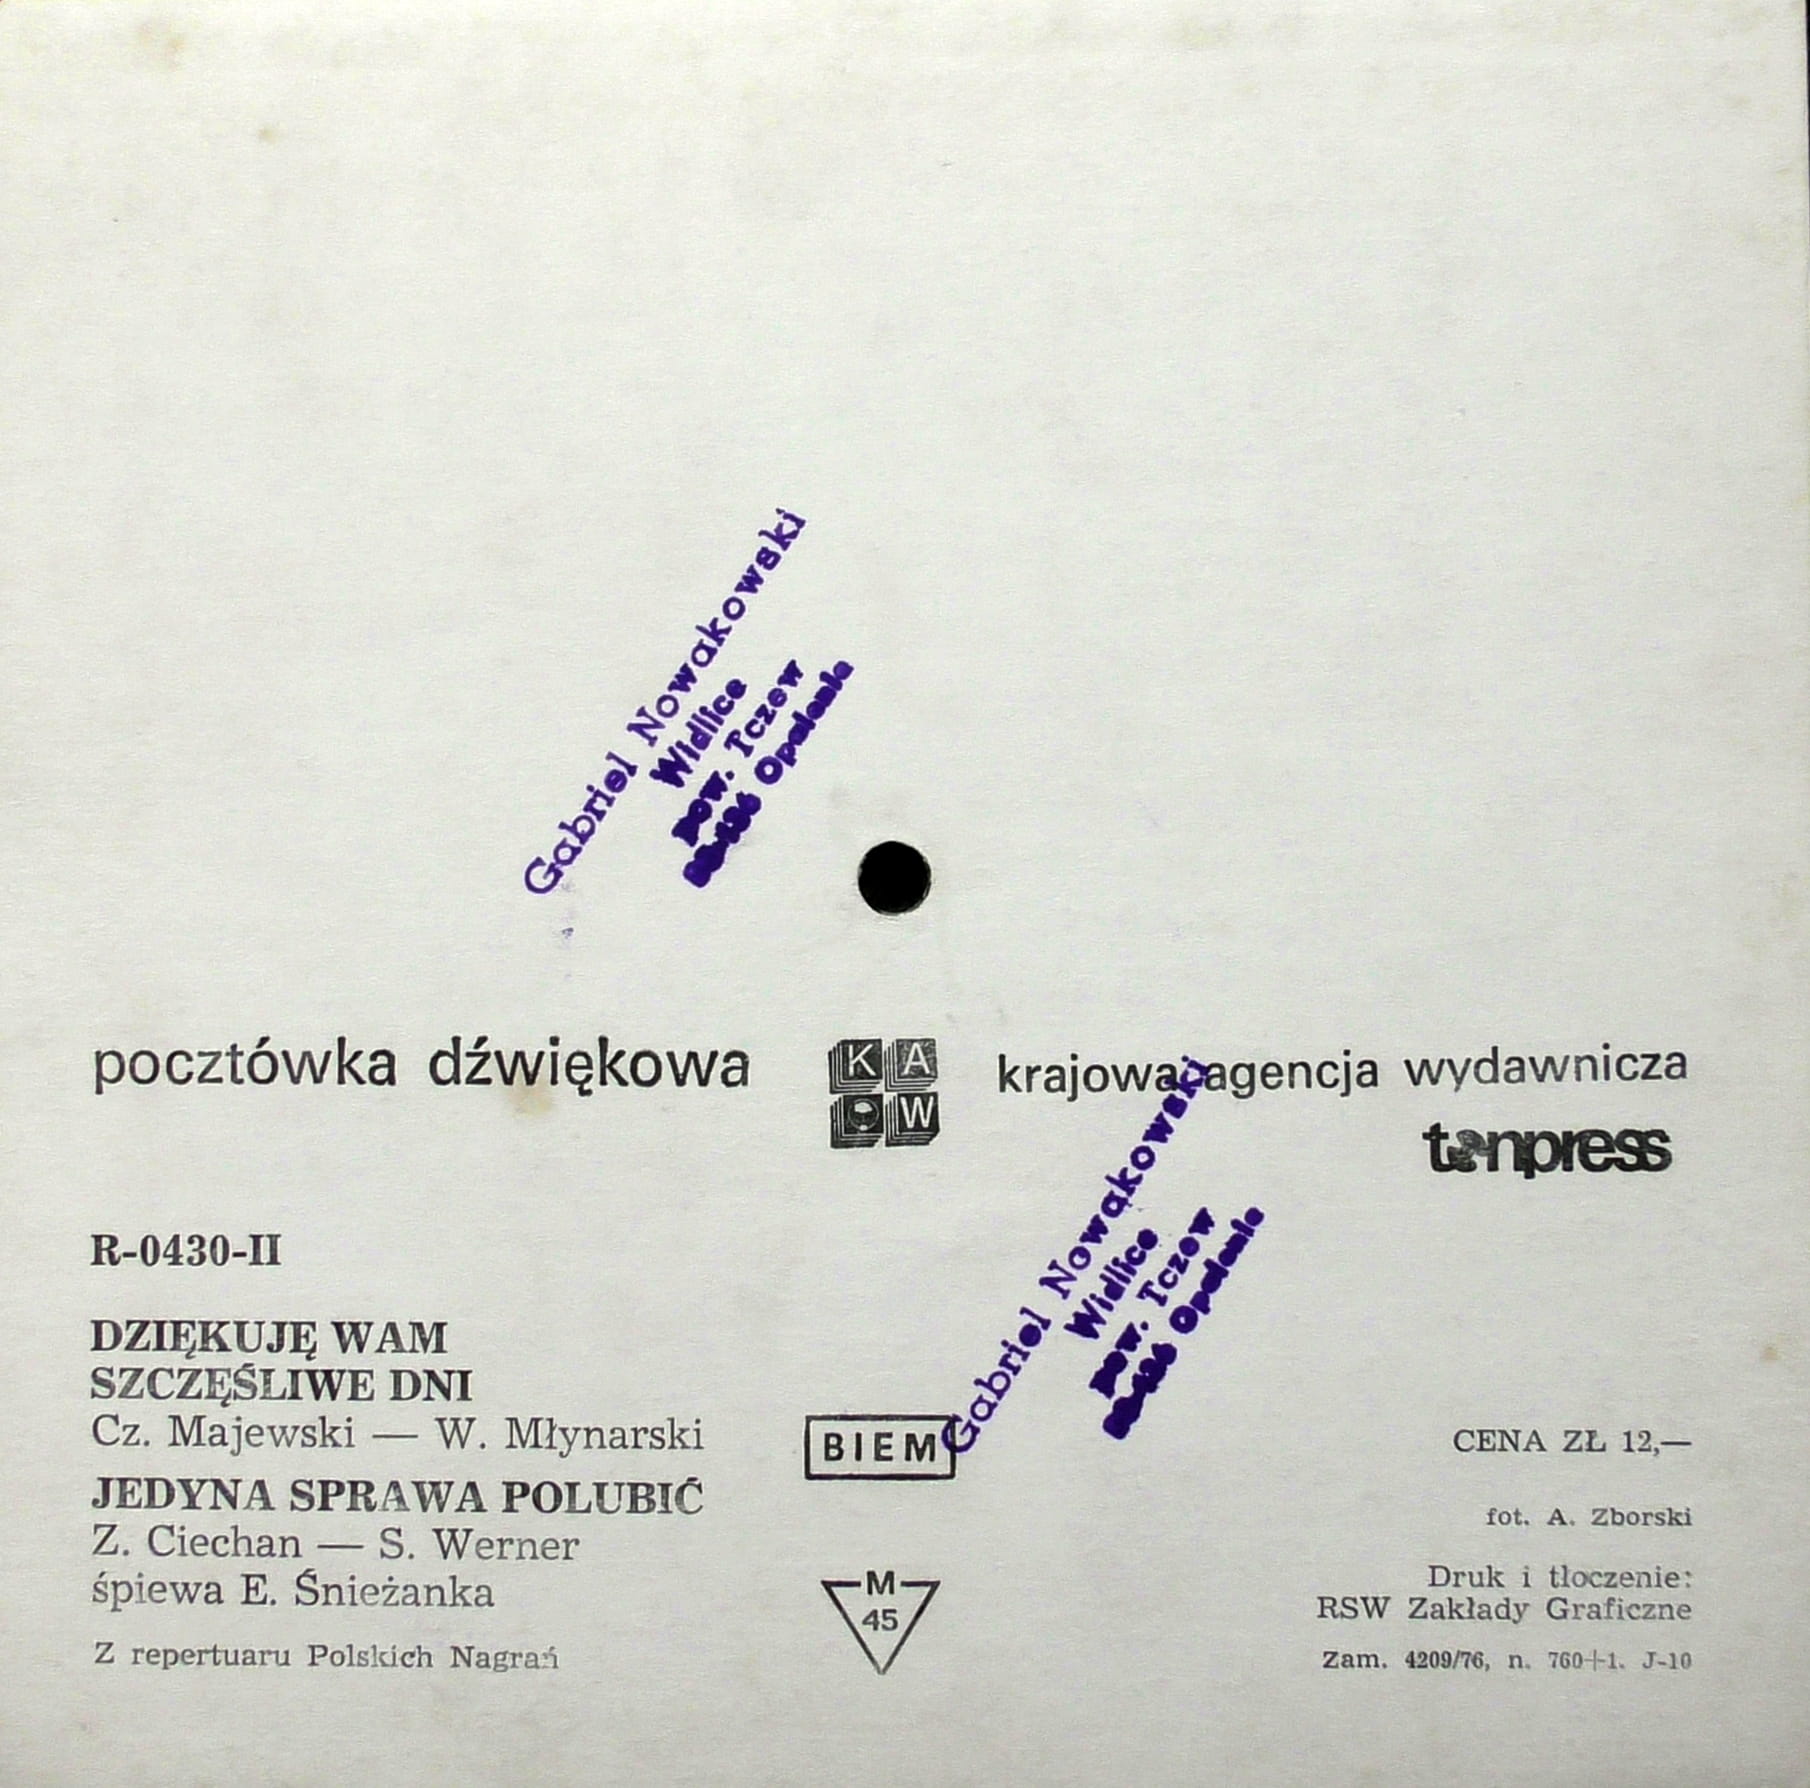 Gabriel Nowakowski
Widlice
pow. Tczew
Opalenie
pocztówka dźwiękowa
K A
W
krajowa agencja wydawnicza
tonpress
Gabriel Nowakowski
Widlice
pow. Tczew
Opalenie
R-0430-II
DZIĘKUJĘ WAM
SZCZĘŚLIWE DNI
Cz. Majewski — W. Młynarski
JEDYNA SPRAWA POLUBIĆ
Z. Ciechan — S. Werner
śpiewa E. Śnieżanka
Z repertuaru Polskich Nagrań
BIEM
M
45
CENA ZŁ 12,—
fot. A. Zborski
Druk i tłoczenie:
RSW Zakłady Graficzne
Zam. 4209/76, n. 760+1. J-10